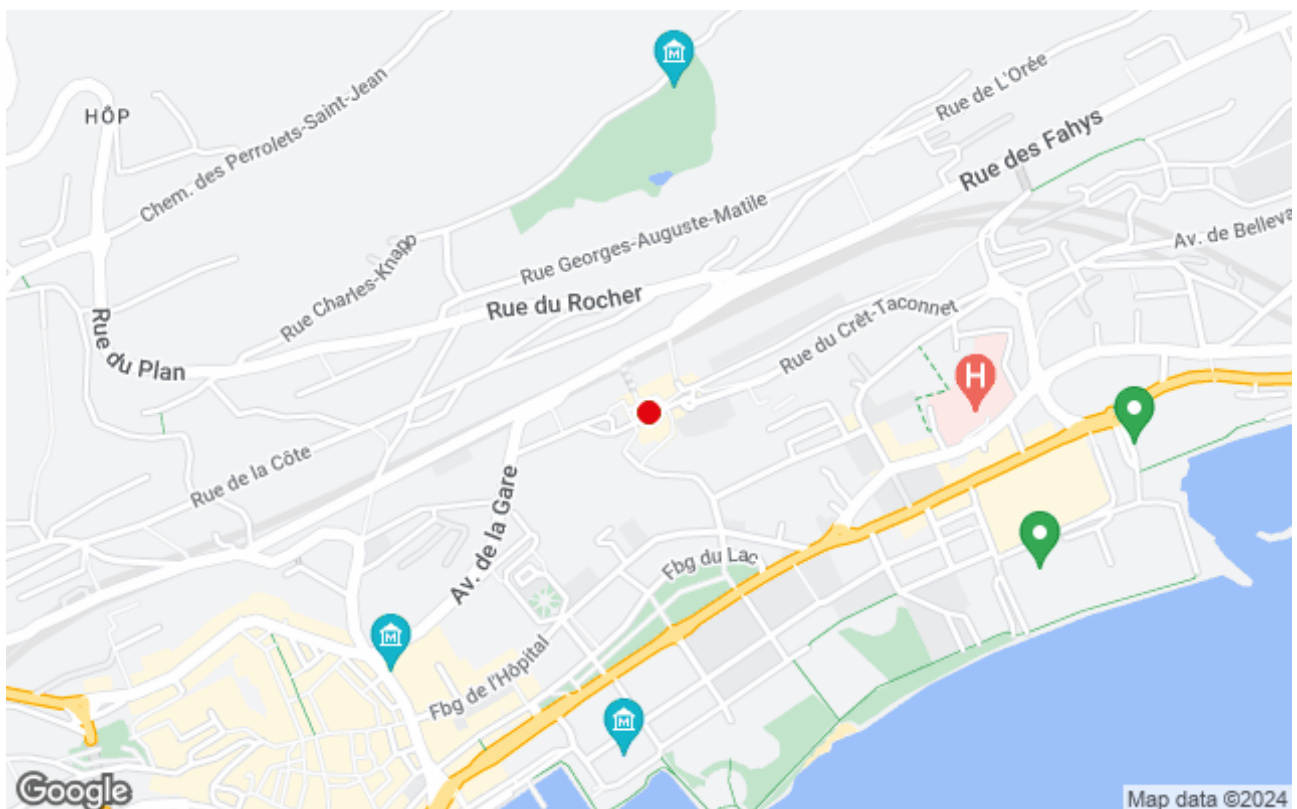 HÔP
Chem. des Perrolets-Saint-Jean
Rue de L'Orée
Rue des Fahys
Rue Georges-Auguste-Matile
Av. de Belleva
Rue Charles-Knapp
Rue du Rocher
Rue du Plan
Rue du Crêt-Taconnet
H
Rue de la Côte
Av. de la Gare
Fbg du Lac
Fbg de l'Hôpital
M
M
M
Google
Map data ©2024